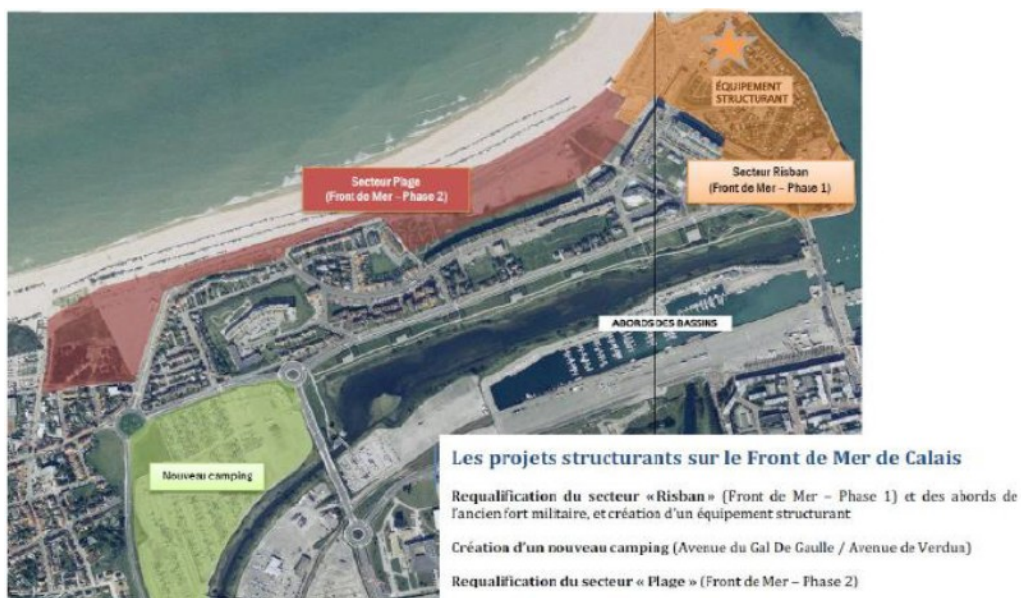 ÉQUIPEMENT
STRUCTURANT
Secteur Plage
(Front de Mer – Phase 2)
Secteur Risban
(Front de Mer – Phase 1)
ABORDS DES BASSINS
Nouveau camping
Les projets structurants sur le Front de Mer de Calais
Requalification du secteur « Risban » (Front de Mer – Phase 1) et des abords de
l'ancien fort militaire, et création d'un équipement structurant
Création d'un nouveau camping (Avenue du Gal De Gaulle / Avenue de Verdun)
Requalification du secteur « Plage » (Front de Mer – Phase 2)